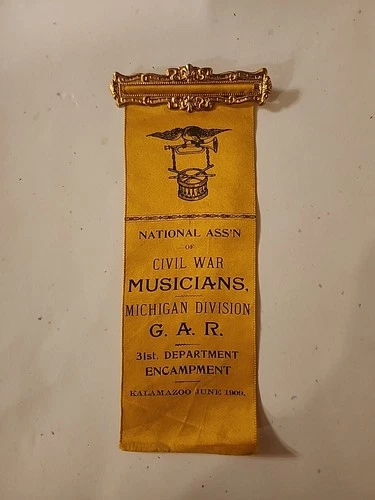 NATIONAL ASS'N
OF
CIVIL WAR
MUSICIANS,
MICHIGAN DIVISION
G. A. R.
31st. DEPARTMENT
ENCAMPMENT
KALAMAZOO JUNE 1909.